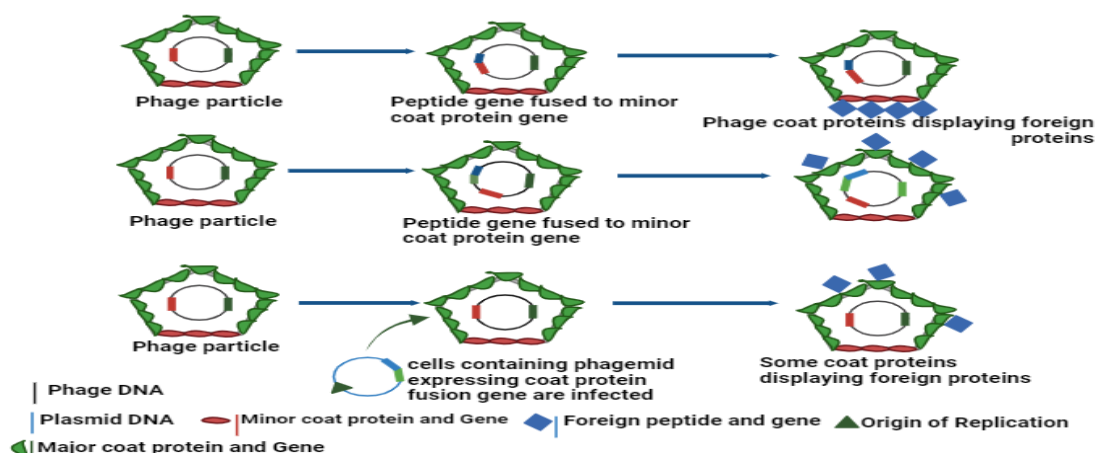 Phage particle
Peptide gene fused to minor
coat protein gene
Phage coat proteins displaying foreign
proteins
Phage particle
Peptide gene fused to minor
coat protein gene
Phage particle
cells containing phagemid
expressing coat protein
fusion gene are infected
Some coat proteins
displaying foreign proteins
Phage DNA
Plasmid DNA
Minor coat protein and Gene
Foreign peptide and gene
Origin of Replication
Major coat protein and Gene